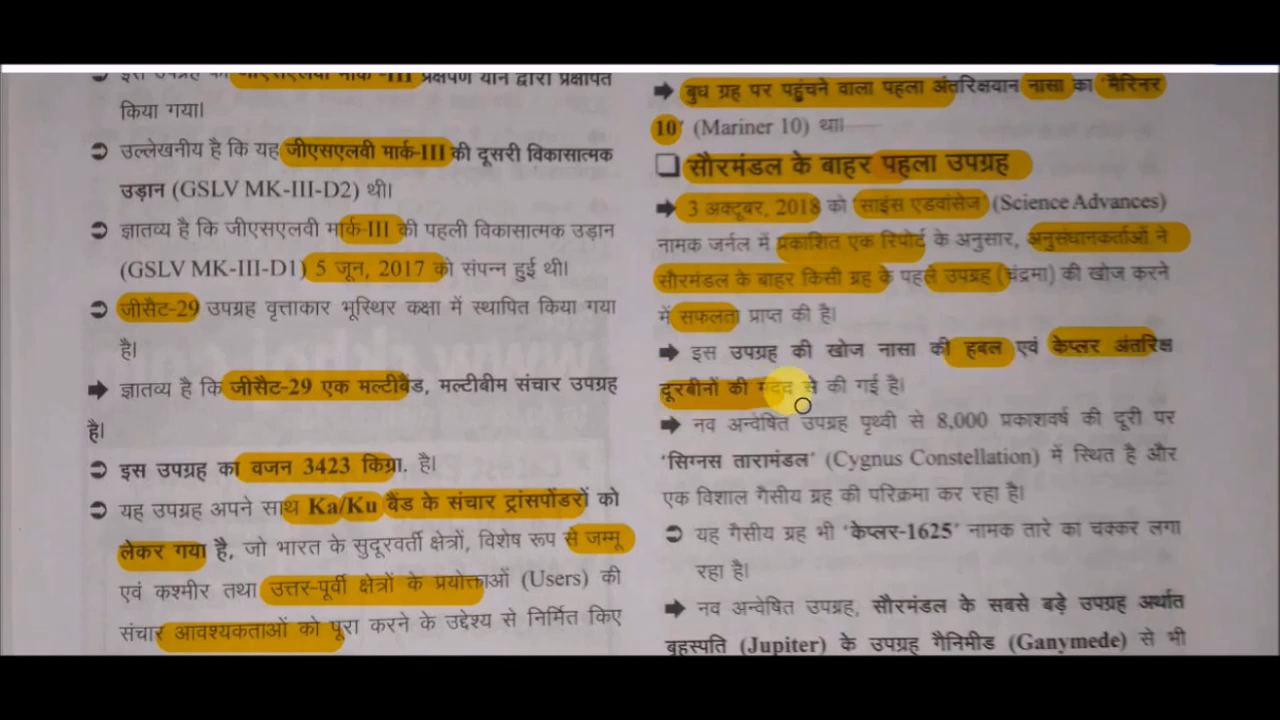 इस उपग्रह का जीएसएलवी मार्क-III प्रक्षेपण यान द्वारा प्रक्षेपित
किया गया।
➲ उल्लेखनीय है कि यह जीएसएलवी मार्क-III की दूसरी विकासात्मक
उड़ान (GSLV MK-III-D2) थी।
➲ ज्ञातव्य है कि जीएसएलवी मार्क-III की पहली विकासात्मक उड़ान
(GSLV MK-III-D1) 5 जून, 2017 को संपन्न हुई थी।
➲ जीसैट-29 उपग्रह वृत्ताकार भूस्थिर कक्षा में स्थापित किया गया
है।
➡ ज्ञातव्य है कि जीसैट-29 एक मल्टीबैंड, मल्टीबीम संचार उपग्रह
है।
➲ इस उपग्रह का वजन 3423 किग्रा. है।
➲ यह उपग्रह अपने साथ Ka/Ku बैंड के संचार ट्रांसपोंडरों को
लेकर गया है, जो भारत के सुदूरवर्ती क्षेत्रों, विशेष रूप से जम्मू
एवं कश्मीर तथा उत्तर-पूर्वी क्षेत्रों के प्रयोक्ताओं (Users) की
संचार आवश्यकताओं को पूरा करने के उद्देश्य से निर्मित किए
➡ बुध ग्रह पर पहुंचने वाला पहला अंतरिक्षयान नासा का 'मैरिनर
10' (Mariner 10) था।
❑ सौरमंडल के बाहर पहला उपग्रह
➡ 3 अक्टूबर, 2018 को 'साइंस एडवांसेज' (Science Advances)
नामक जर्नल में प्रकाशित एक रिपोर्ट के अनुसार, अनुसंधानकर्ताओं ने
सौरमंडल के बाहर किसी ग्रह के पहले उपग्रह (चंद्रमा) की खोज करने
में सफलता प्राप्त की है।
➡ इस उपग्रह की खोज नासा की हबल एवं केप्लर अंतरिक्ष
दूरबीनों की मदद से की गई है।
➡ नव अन्वेषित उपग्रह पृथ्वी से 8,000 प्रकाशवर्ष की दूरी पर
'सिग्नस तारामंडल' (Cygnus Constellation) में स्थित है और
एक विशाल गैसीय ग्रह की परिक्रमा कर रहा है।
➲ यह गैसीय ग्रह भी 'केप्लर-1625' नामक तारे का चक्कर लगा
रहा है।
➡ नव अन्वेषित उपग्रह, सौरमंडल के सबसे बड़े उपग्रह अर्थात
बृहस्पति (Jupiter) के उपग्रह गैनिमीड (Ganymede) से भी